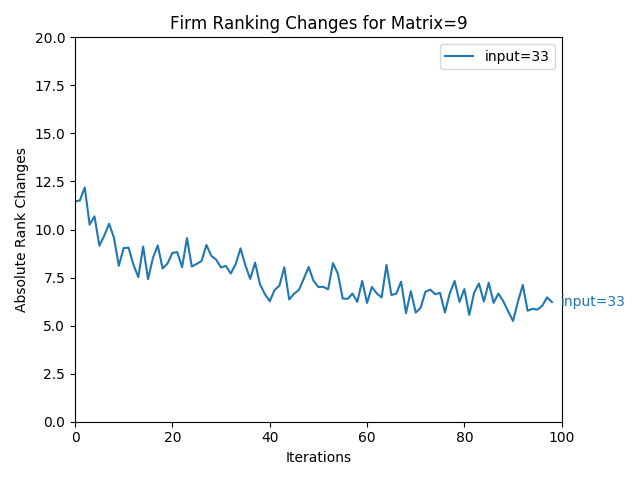 Firm Ranking Changes for Matrix=9
input=33
Absolute Rank Changes
20.0
17.5
15.0
12.5
10.0
7.5
5.0
2.5
0.0
input=33
0 20 40 60 80 100
Iterations